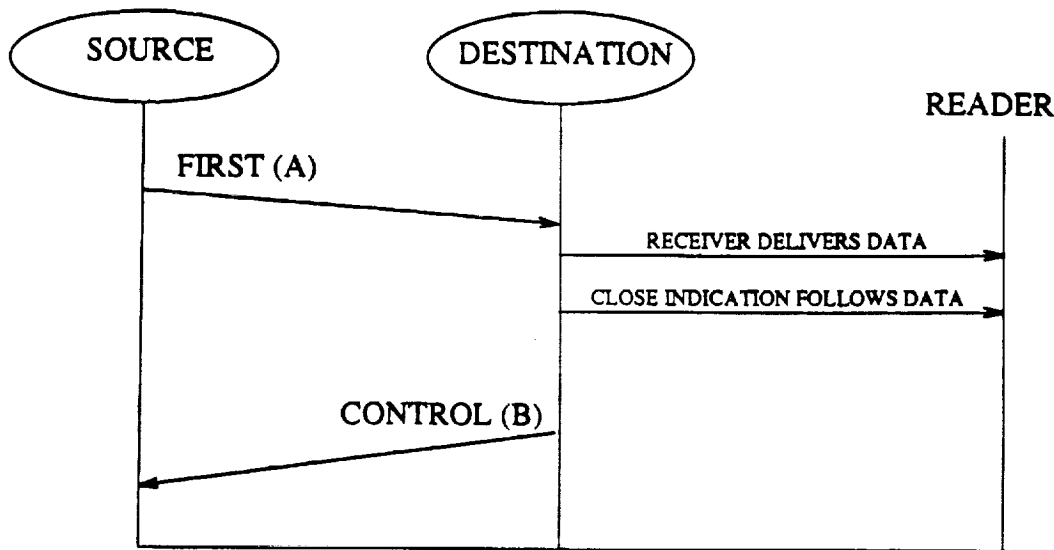 SOURCE
DESTINATION
READER
FIRST (A)
RECEIVER DELIVERS DATA
CLOSE INDICATION FOLLOWS DATA
CONTROL (B)